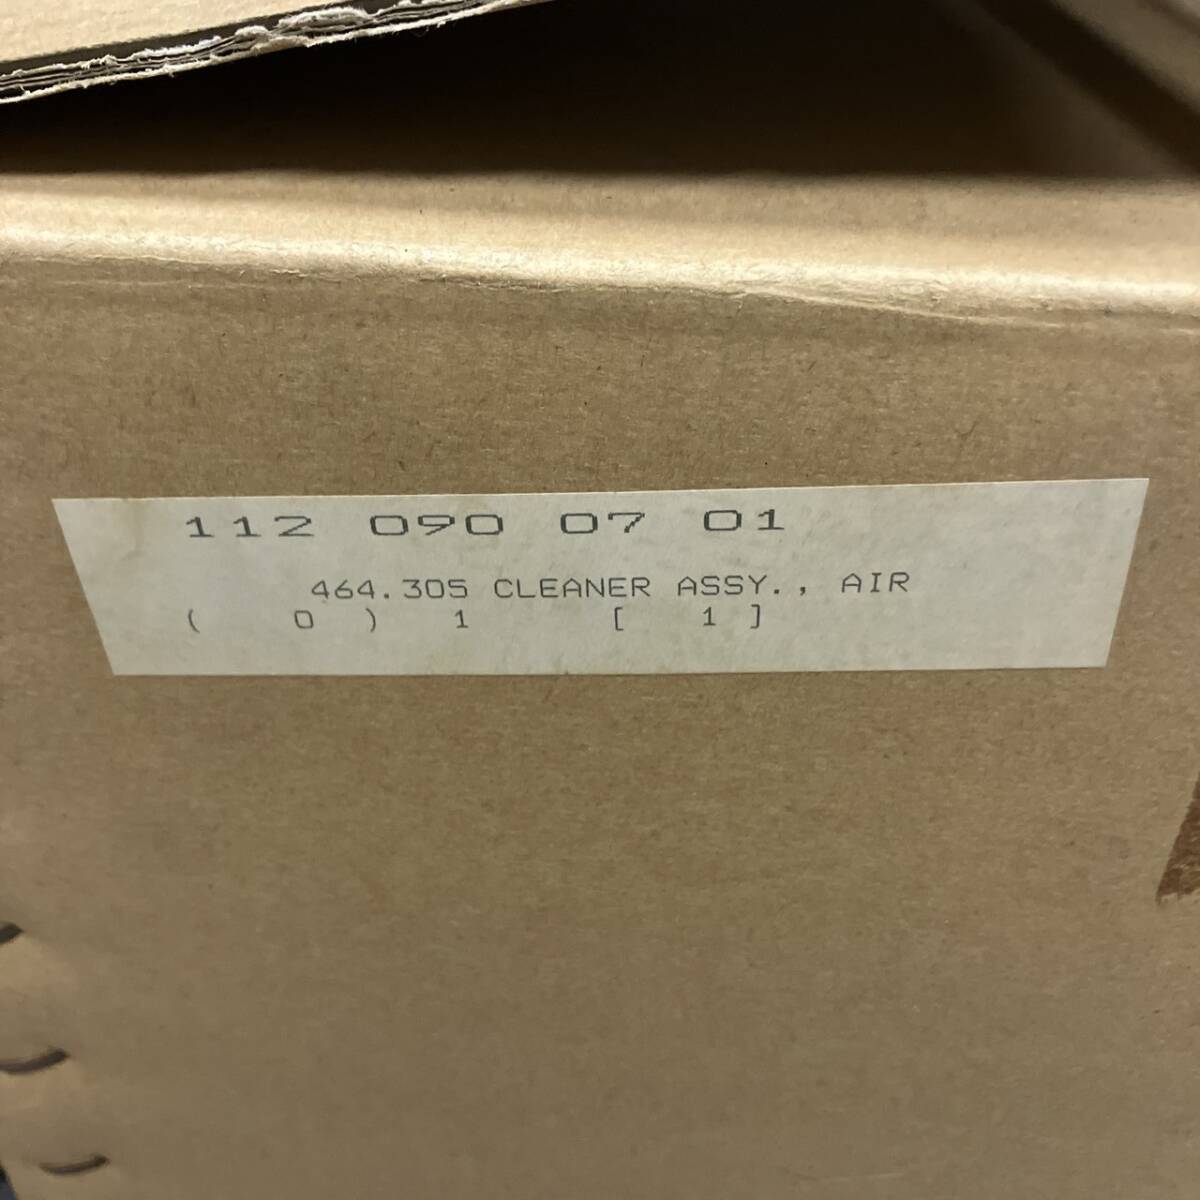 112 090 07 01
464.305 CLEANER ASSY., AIR
( 0 ) 1 [ 1 ]